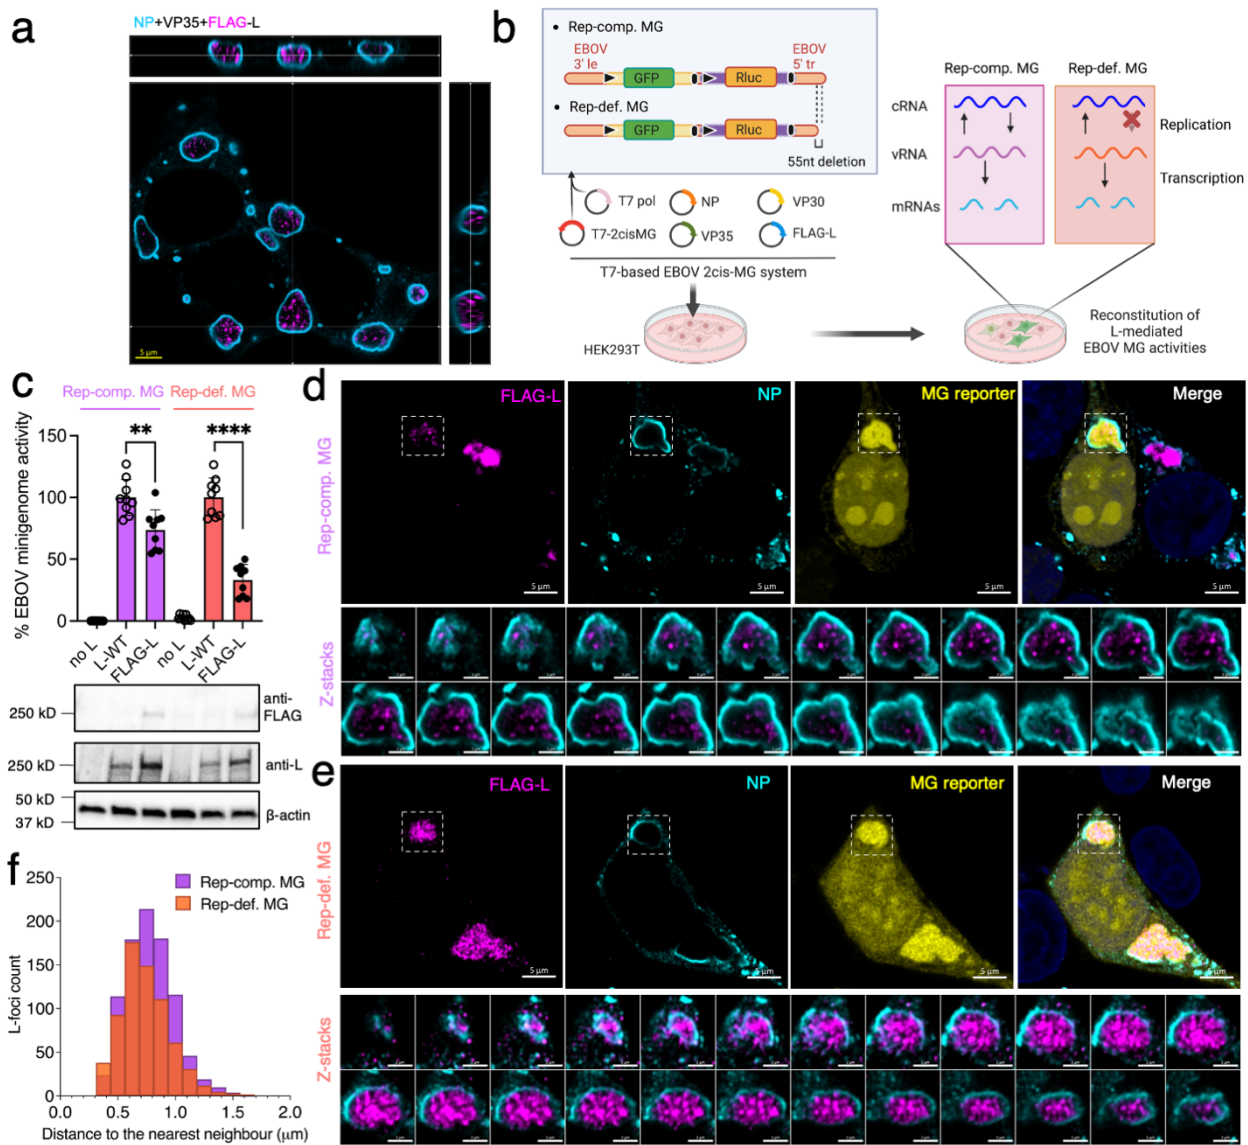 a
NP+VP35+FLAG-L
5 μm
b
• Rep-comp. MG
EBOV
3' le
EBOV
5' tr
GFP
Rluc
• Rep-def. MG
GFP
Rluc
55nt deletion
T7 pol
NP
VP30
T7-2cisMG
VP35
FLAG-L
T7-based EBOV 2cis-MG system
HEK293T
Rep-comp. MG
Rep-def. MG
cRNA
Replication
vRNA
Transcription
mRNAs
Reconstitution of
L-mediated
EBOV MG activities
c
Rep-comp. MG
Rep-def. MG
% EBOV minigenome activity
150
100
50
0
**
****
no L
L-WT
FLAG-L
no L
L-WT
FLAG-L
250 kD
anti-
FLAG
250 kD
anti-L
50 kD
37 kD
β-actin
d
Rep-comp. MG
FLAG-L
NP
MG reporter
Merge
5 μm
5 μm
5 μm
5 μm
Z-stacks
e
Rep-def. MG
FLAG-L
NP
MG reporter
Merge
5 μm
5 μm
5 μm
5 μm
Z-stacks
f
L-foci count
250
200
150
100
50
0
Rep-comp. MG
Rep-def. MG
0.0
0.5
1.0
1.5
2.0
Distance to the nearest neighbour (μm)